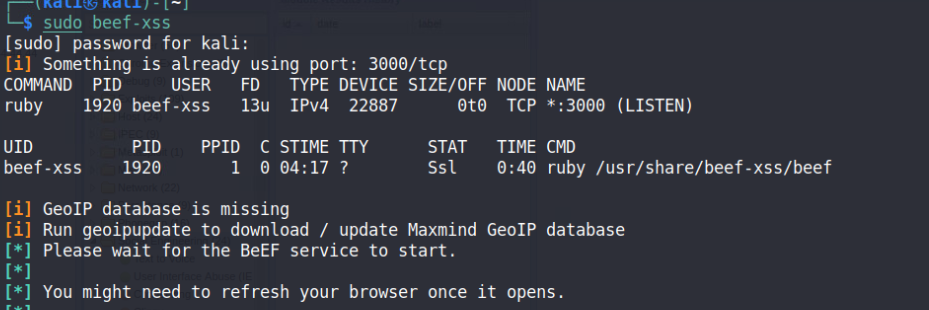 ┌──(kali㉿kali)-[~]
└─$ sudo beef-xss
[sudo] password for kali:
[i] Something is already using port: 3000/tcp
COMMAND  PID     USER   FD   TYPE DEVICE SIZE/OFF NODE NAME
ruby    1920 beef-xss   13u  IPv4  22887      0t0  TCP *:3000 (LISTEN)

UID          PID    PPID  C STIME TTY      STAT   TIME CMD
beef-xss    1920       1  0 04:17 ?        Ssl    0:40 ruby /usr/share/beef-xss/beef

[i] GeoIP database is missing
[i] Run geoipupdate to download / update Maxmind GeoIP database
[*] Please wait for the BeEF service to start.
[*]
[*] You might need to refresh your browser once it opens.
[*]